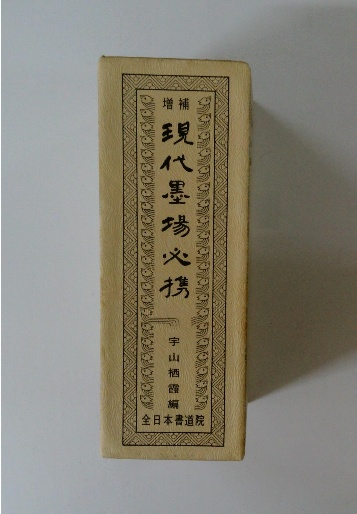 増補
現代墨場必携
宇山栖霞編
全日本書道院